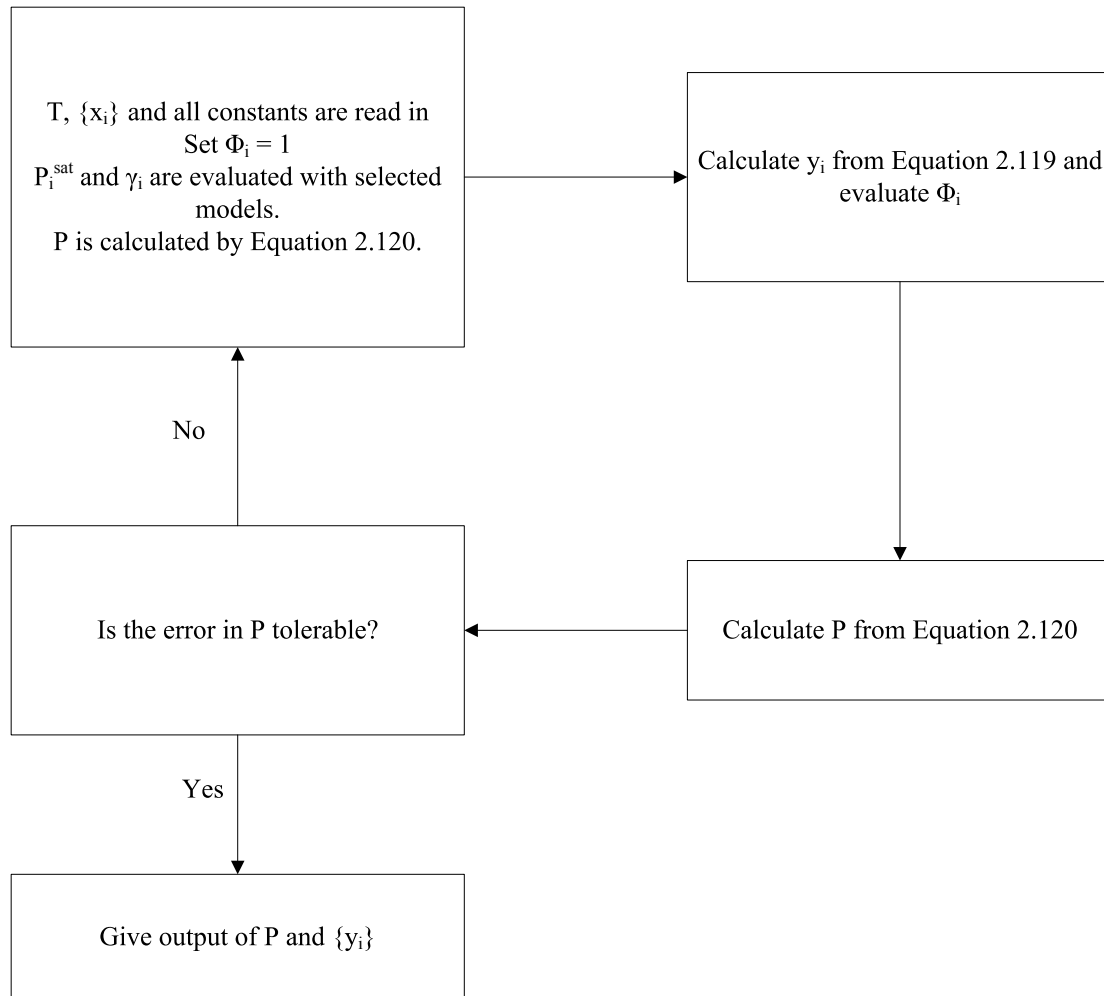 T, {xi} and all constants are read in
Set Φi = 1
Pi^sat and γi are evaluated with selected
models.
P is calculated by Equation 2.120.
Calculate yi from Equation 2.119 and
evaluate Φi
No
Is the error in P tolerable?
Calculate P from Equation 2.120
Yes
Give output of P and {yi}